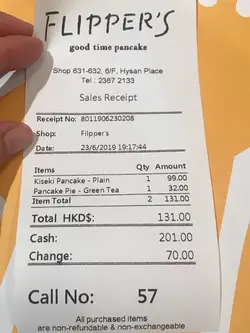 FLIPPER'S
good time pancake
Shop 631-632, 6/F, Hysan Place
Tel.: 2367 2133
Sales Receipt
Receipt No: 8011906230208
Shop: Flippers
Date: 23/6/2019 19:17:44
Items Qty Amount
Kiseki Pancake - Plain 1 99.00
Pancake Pie - Green Tea 1 32.00
Item Total 2 131.00
Total HKD$: 131.00
Cash: 201.00
Change: 70.00
Call No: 57
All purchased items
are non-refundable & non-exchangeable